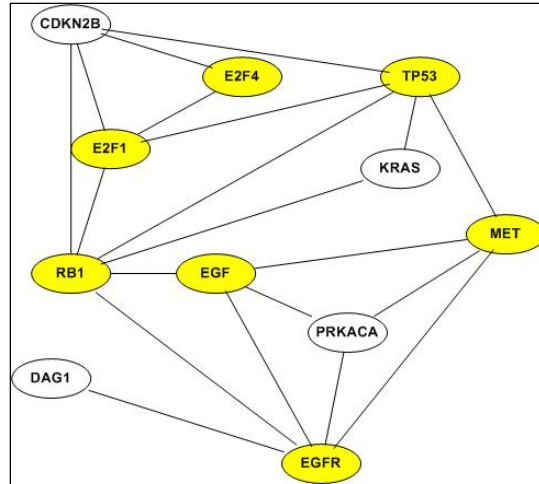 CDKN2B
E2F4
TP53
E2F1
KRAS
MET
RB1
EGF
PRKACA
DAG1
EGFR